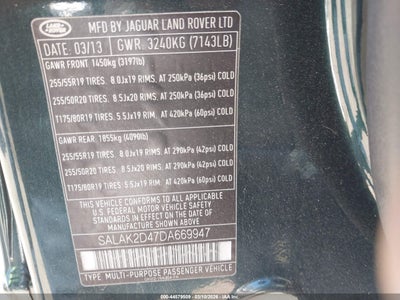 LAND ROVER
MFD BY JAGUAR LAND ROVER LTD
DATE: 03/13 GWR. 3240KG (7143LB)
GAWR FRONT: 1450kg (3197lb)
255/55R19 TIRES. 8.0Jx19 RIMS. AT 250kPa (36psi) COLD
255/50R20 TIRES. 8.5Jx20 RIMS. AT 250kPa (36psi) COLD
T175/80R19 TIRES. 5.5Jx19 RIMS. AT 420kPa (60psi) COLD
GAWR REAR: 1855kg (4090lb)
255/55R19 TIRES. 8.0Jx19 RIMS. AT 290kPa (42psi) COLD
255/50R20 TIRES. 8.5Jx20 RIMS. AT 290kPa (42psi) COLD
T175/80R19 TIRES. 5.5Jx19 RIMS. AT 420kPa (60psi) COLD
THIS VEHICLE CONFORMS TO ALL APPLICABLE
U.S. FEDERAL MOTOR VEHICLE SAFETY
STANDARDS IN EFFECT ON THE DATE OF
MANUFACTURE SHOWN ABOVE
SALAK2D47DA669947
TYPE: MULTI-PURPOSE PASSENGER VEHICLE